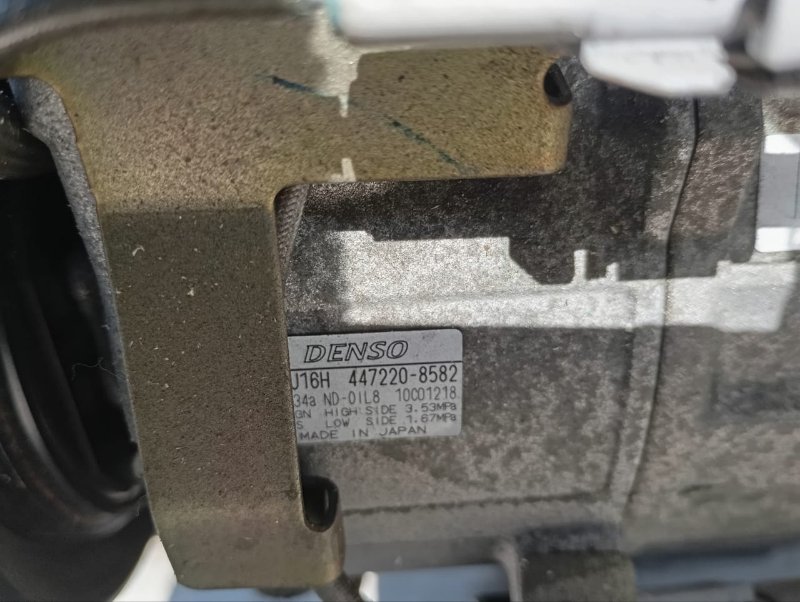 DENSO
J16H 447220-8582
34a ND-OIL8 10C01218
GN HIGH SIDE 3.53MPa
S LOW SIDE 1.67MPa
MADE IN JAPAN